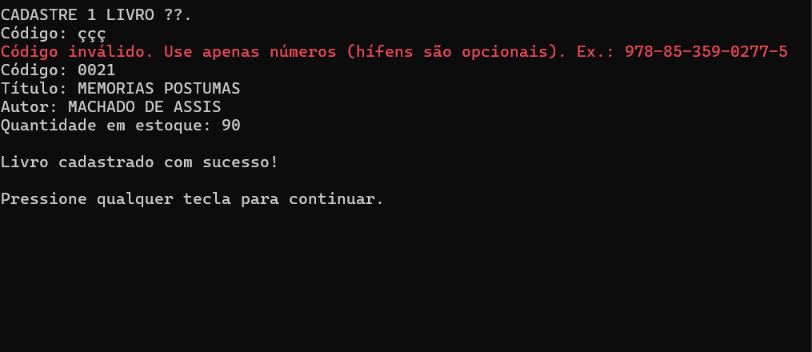 CADASTRE 1 LIVRO ??.
Código: ççç
Código inválido. Use apenas números (hífens são opcionais). Ex.: 978-85-359-0277-5
Código: 0021
Título: MEMORIAS POSTUMAS
Autor: MACHADO DE ASSIS
Quantidade em estoque: 90
Livro cadastrado com sucesso!
Pressione qualquer tecla para continuar.